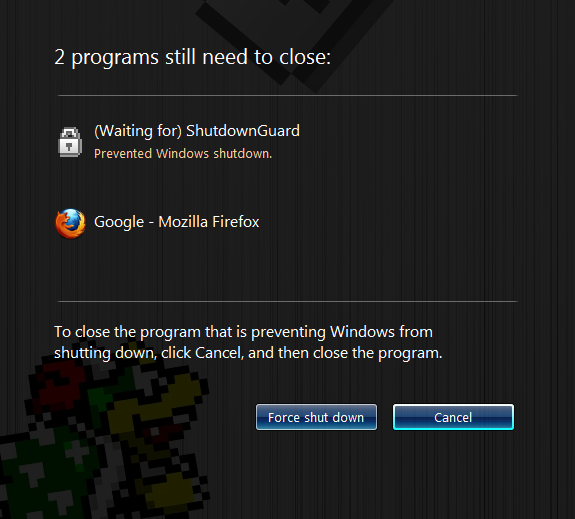 2 programs still need to close:
(Waiting for) ShutdownGuard
Prevented Windows shutdown.
Google - Mozilla Firefox
To close the program that is preventing Windows from
shutting down, click Cancel, and then close the program.
Force shut down
Cancel